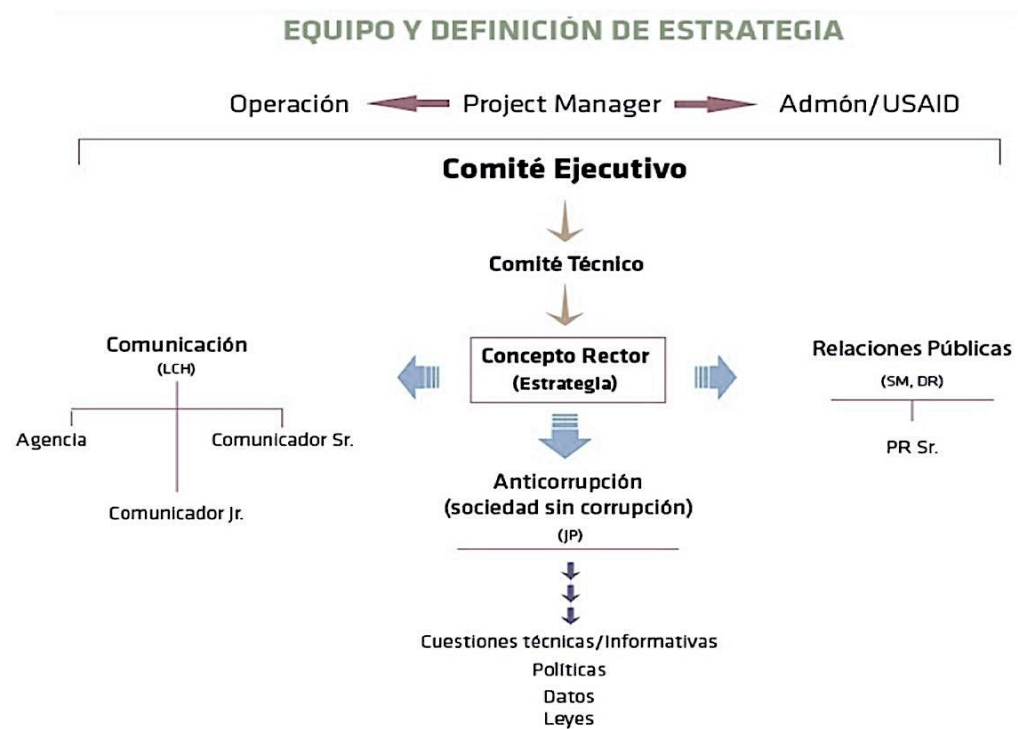 EQUIPO Y DEFINICIÓN DE ESTRATEGIA
Operación Project Manager Admón/USAID
Comité Ejecutivo
Comité Técnico
Comunicación
(LCH)
Agencia
Comunicador Sr.
Comunicador Jr.
Concepto Rector
(Estrategia)
Relaciones Públicas
(SM, DR)
PR Sr.
Anticorrupción
(sociedad sin corrupción)
(JP)
Cuestiones técnicas/Informativas
Políticas
Datos
Leyes